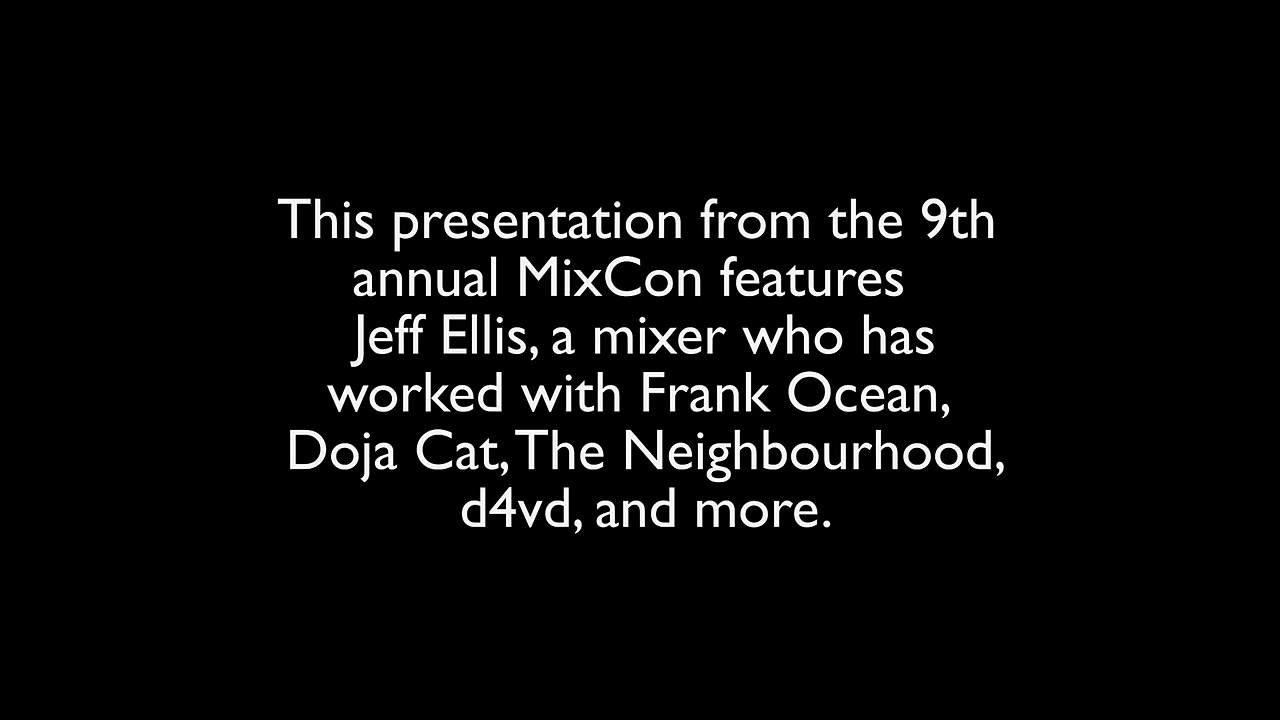 This presentation from the 9th
annual MixCon features
Jeff Ellis, a mixer who has
worked with Frank Ocean,
Doja Cat, The Neighbourhood,
d4vd, and more.